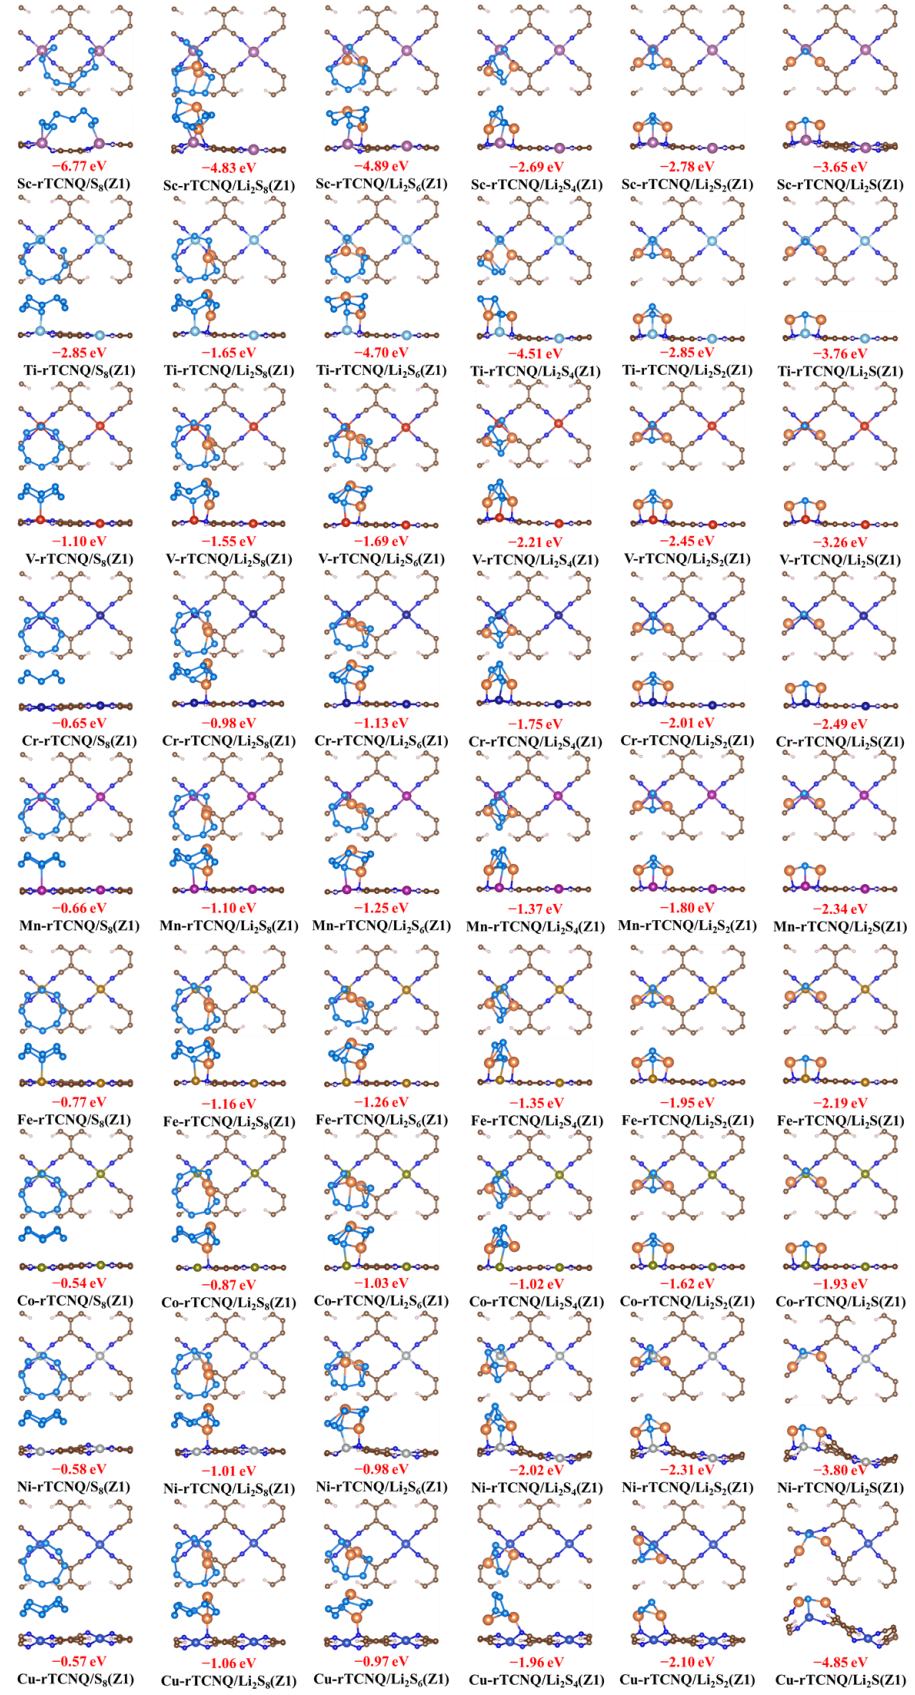 −6.77 eV −4.83 eV −4.89 eV −2.69 eV −2.78 eV −3.65 eV
Sc-rTCNQ/S₈(Z1) Sc-rTCNQ/Li₂S₈(Z1) Sc-rTCNQ/Li₂S₆(Z1) Sc-rTCNQ/Li₂S₄(Z1) Sc-rTCNQ/Li₂S₂(Z1) Sc-rTCNQ/Li₂S(Z1)
−2.85 eV −1.65 eV −4.70 eV −4.51 eV −2.85 eV −3.76 eV
Ti-rTCNQ/S₈(Z1) Ti-rTCNQ/Li₂S₈(Z1) Ti-rTCNQ/Li₂S₆(Z1) Ti-rTCNQ/Li₂S₄(Z1) Ti-rTCNQ/Li₂S₂(Z1) Ti-rTCNQ/Li₂S(Z1)
−1.10 eV −1.55 eV −1.69 eV −2.21 eV −2.45 eV −3.26 eV
V-rTCNQ/S₈(Z1) V-rTCNQ/Li₂S₈(Z1) V-rTCNQ/Li₂S₆(Z1) V-rTCNQ/Li₂S₄(Z1) V-rTCNQ/Li₂S₂(Z1) V-rTCNQ/Li₂S(Z1)
−0.65 eV −0.98 eV −1.13 eV −1.75 eV −2.01 eV −2.49 eV
Cr-rTCNQ/S₈(Z1) Cr-rTCNQ/Li₂S₈(Z1) Cr-rTCNQ/Li₂S₆(Z1) Cr-rTCNQ/Li₂S₄(Z1) Cr-rTCNQ/Li₂S₂(Z1) Cr-rTCNQ/Li₂S(Z1)
−0.66 eV −1.10 eV −1.25 eV −1.37 eV −1.80 eV −2.34 eV
Mn-rTCNQ/S₈(Z1) Mn-rTCNQ/Li₂S₈(Z1) Mn-rTCNQ/Li₂S₆(Z1) Mn-rTCNQ/Li₂S₄(Z1) Mn-rTCNQ/Li₂S₂(Z1) Mn-rTCNQ/Li₂S(Z1)
−0.77 eV −1.16 eV −1.26 eV −1.35 eV −1.95 eV −2.19 eV
Fe-rTCNQ/S₈(Z1) Fe-rTCNQ/Li₂S₈(Z1) Fe-rTCNQ/Li₂S₆(Z1) Fe-rTCNQ/Li₂S₄(Z1) Fe-rTCNQ/Li₂S₂(Z1) Fe-rTCNQ/Li₂S(Z1)
−0.54 eV −0.87 eV −1.03 eV −1.02 eV −1.62 eV −1.93 eV
Co-rTCNQ/S₈(Z1) Co-rTCNQ/Li₂S₈(Z1) Co-rTCNQ/Li₂S₆(Z1) Co-rTCNQ/Li₂S₄(Z1) Co-rTCNQ/Li₂S₂(Z1) Co-rTCNQ/Li₂S(Z1)
−0.58 eV −1.01 eV −0.98 eV −2.02 eV −2.31 eV −3.80 eV
Ni-rTCNQ/S₈(Z1) Ni-rTCNQ/Li₂S₈(Z1) Ni-rTCNQ/Li₂S₆(Z1) Ni-rTCNQ/Li₂S₄(Z1) Ni-rTCNQ/Li₂S₂(Z1) Ni-rTCNQ/Li₂S(Z1)
−0.57 eV −1.06 eV −0.97 eV −1.96 eV −2.10 eV −4.85 eV
Cu-rTCNQ/S₈(Z1) Cu-rTCNQ/Li₂S₈(Z1) Cu-rTCNQ/Li₂S₆(Z1) Cu-rTCNQ/Li₂S₄(Z1) Cu-rTCNQ/Li₂S₂(Z1) Cu-rTCNQ/Li₂S(Z1)